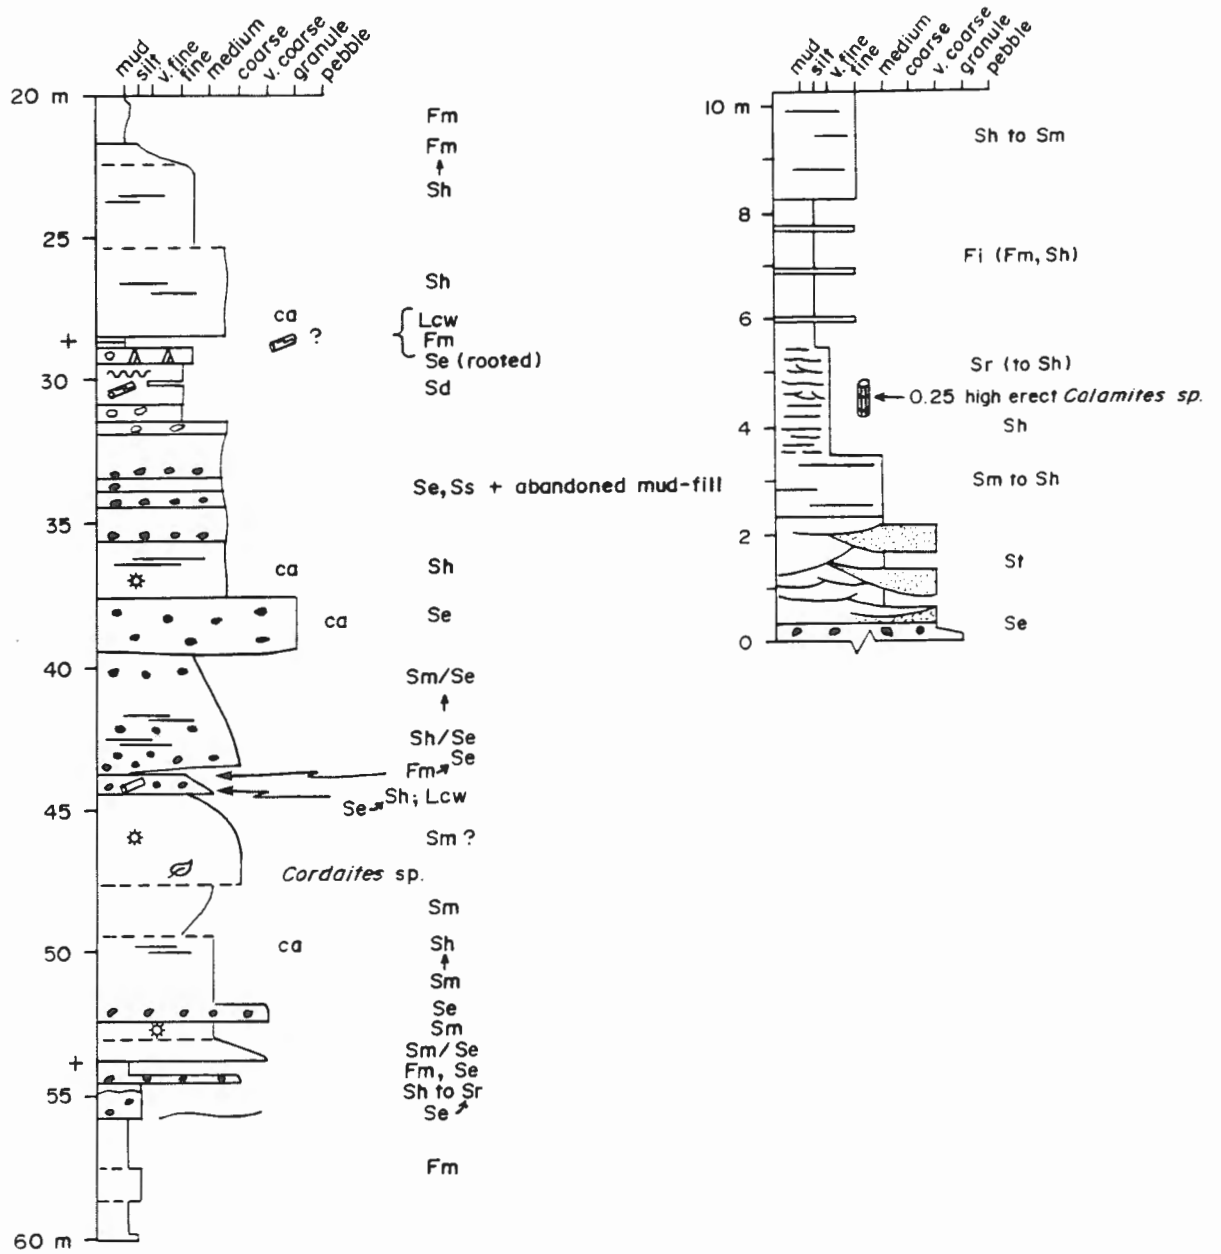 mud silt v. fine fine medium coarse v. coarse granule pebble
20 m
Fm
Fm
Sh
25
Sh
ca
Lcw
+
?
Fm
Se (rooted)
30
Sd
Se, Ss + abandoned mud-fill
35
ca
Sh
ca
Se
40
Sm/Se
Sh/Se
Se
Fm
Sh; Lcw
Se
45
Sm ?
Cordaites sp.
Sm
50
ca
Sh
Sm
Se
Sm
Sm/Se
+
Fm, Se
55
Sh to Sr
Se
Fm
60 m
mud silt v. fine fine medium coarse v. coarse granule pebble
10 m
Sh to Sm
8
Fi (Fm, Sh)
6
Sr (to Sh)
0.25 high erect Calamites sp.
4
Sh
Sm to Sh
2
St
Se
0